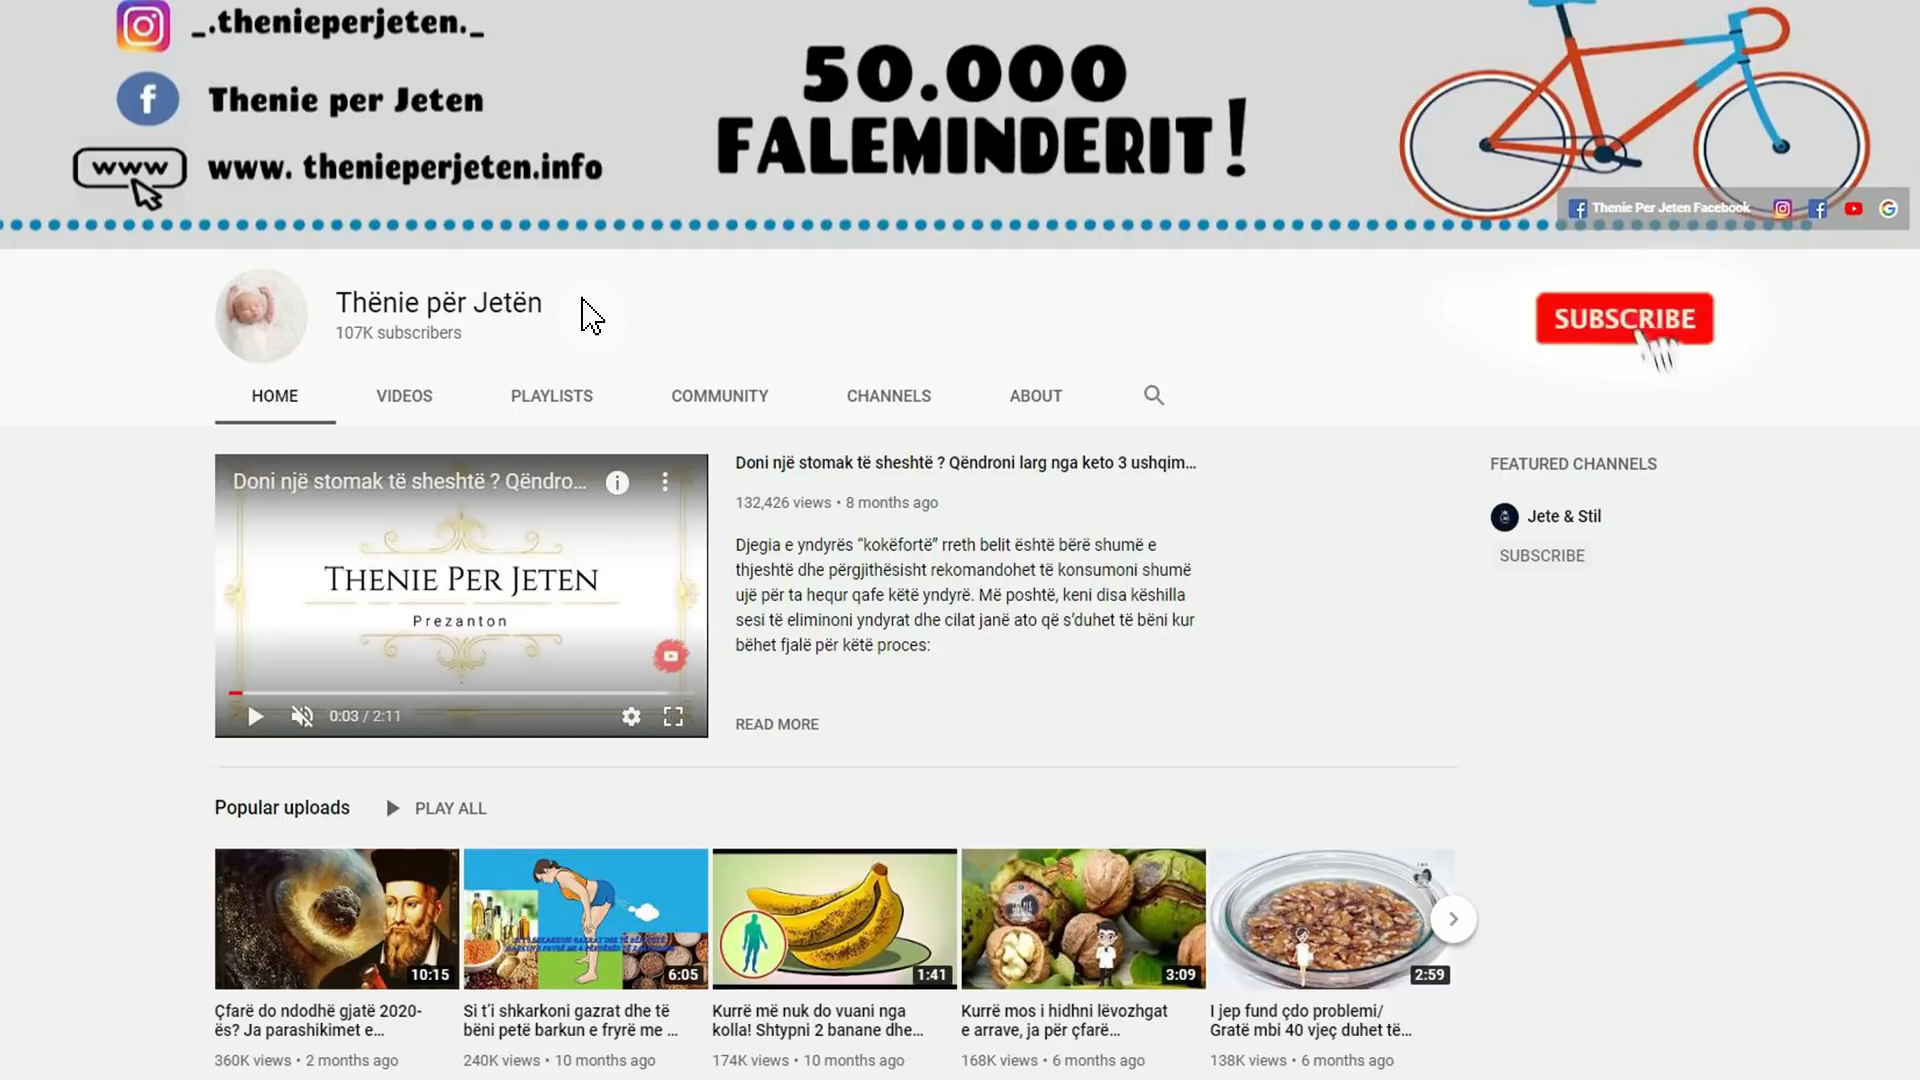 _.thenieperjeten._
Thenie per Jeten
www
www. thenieperjeten.info
50.000
FALEMINDERIT!
Thenie Per Jeten Facebook
Thënie për Jetën
107K subscribers
SUBSCRIBE
HOME
VIDEOS
PLAYLISTS
COMMUNITY
CHANNELS
ABOUT
Doni një stomak të sheshtë ? Qëndro...
THENIE PER JETEN
Prezanton
0:03 / 2:11
Doni një stomak të sheshtë ? Qëndroni larg nga keto 3 ushqim...
132,426 views • 8 months ago
Djegia e yndyrës “kokëfortë” rreth belit është bërë shumë e
thjeshtë dhe përgjithësisht rekomandohet të konsumoni shumë
ujë për ta hequr qafe këtë yndyrë. Më poshtë, keni disa këshilla
sesi të eliminoni yndyrat dhe cilat janë ato që s’duhet të bëni kur
bëhet fjalë për këtë proces:
READ MORE
FEATURED CHANNELS
Jete & Stil
SUBSCRIBE
Popular uploads
PLAY ALL
10:15
Çfarë do ndodhë gjatë 2020-
ës? Ja parashikimet e...
360K views • 2 months ago
6:05
Si t’i shkarkoni gazrat dhe të
bëni petë barkun e fryrë me ...
240K views • 10 months ago
1:41
Kurrë më nuk do vuani nga
kolla! Shtypni 2 banane dhe...
174K views • 10 months ago
3:09
Kurrë mos i hidhni lëvozhgat
e arrave, ja për çfarë...
168K views • 6 months ago
2:59
I jep fund çdo problemi/
Gratë mbi 40 vjeç duhet të...
138K views • 6 months ago